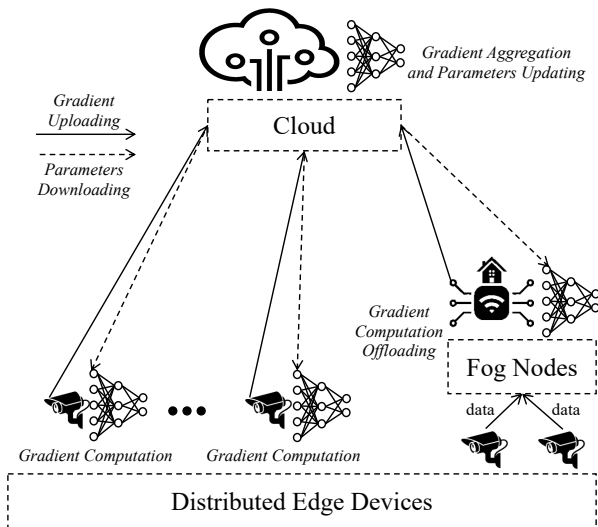 Gradient Aggregation
and Parameters Updating
Gradient
Uploading
Cloud
Parameters
Downloading
Gradient
Computation
Offloading
Fog Nodes
data data
Gradient Computation
Gradient Computation
Distributed Edge Devices